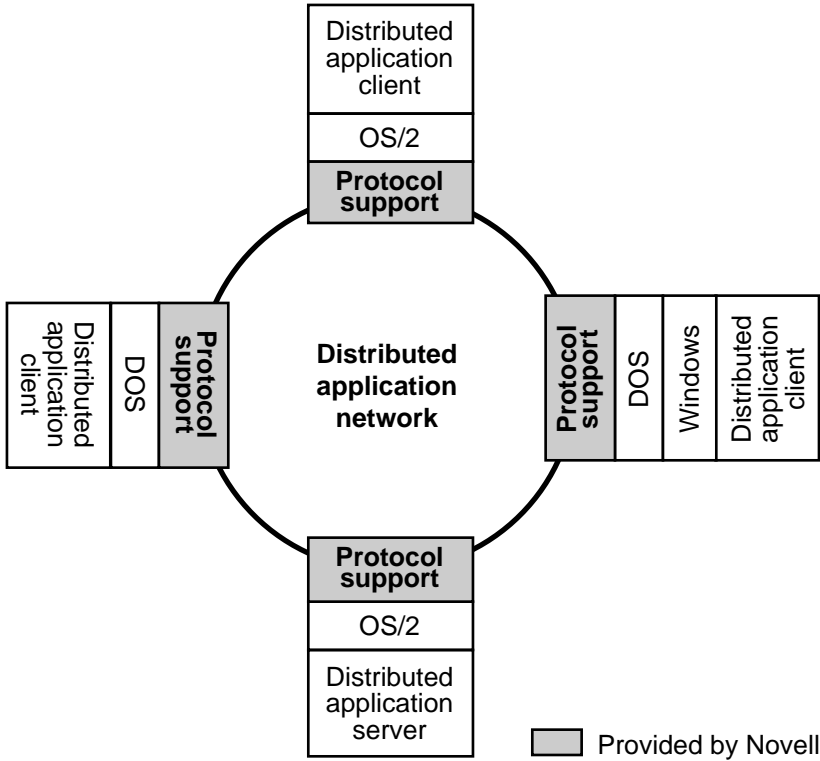 Distributed
application
client
OS/2
Protocol
support
Distributed
application
client
DOS
Protocol
support
Distributed
application
network
Protocol
support
DOS
Windows
Distributed
application
client
Protocol
support
OS/2
Distributed
application
server
Provided by Novell